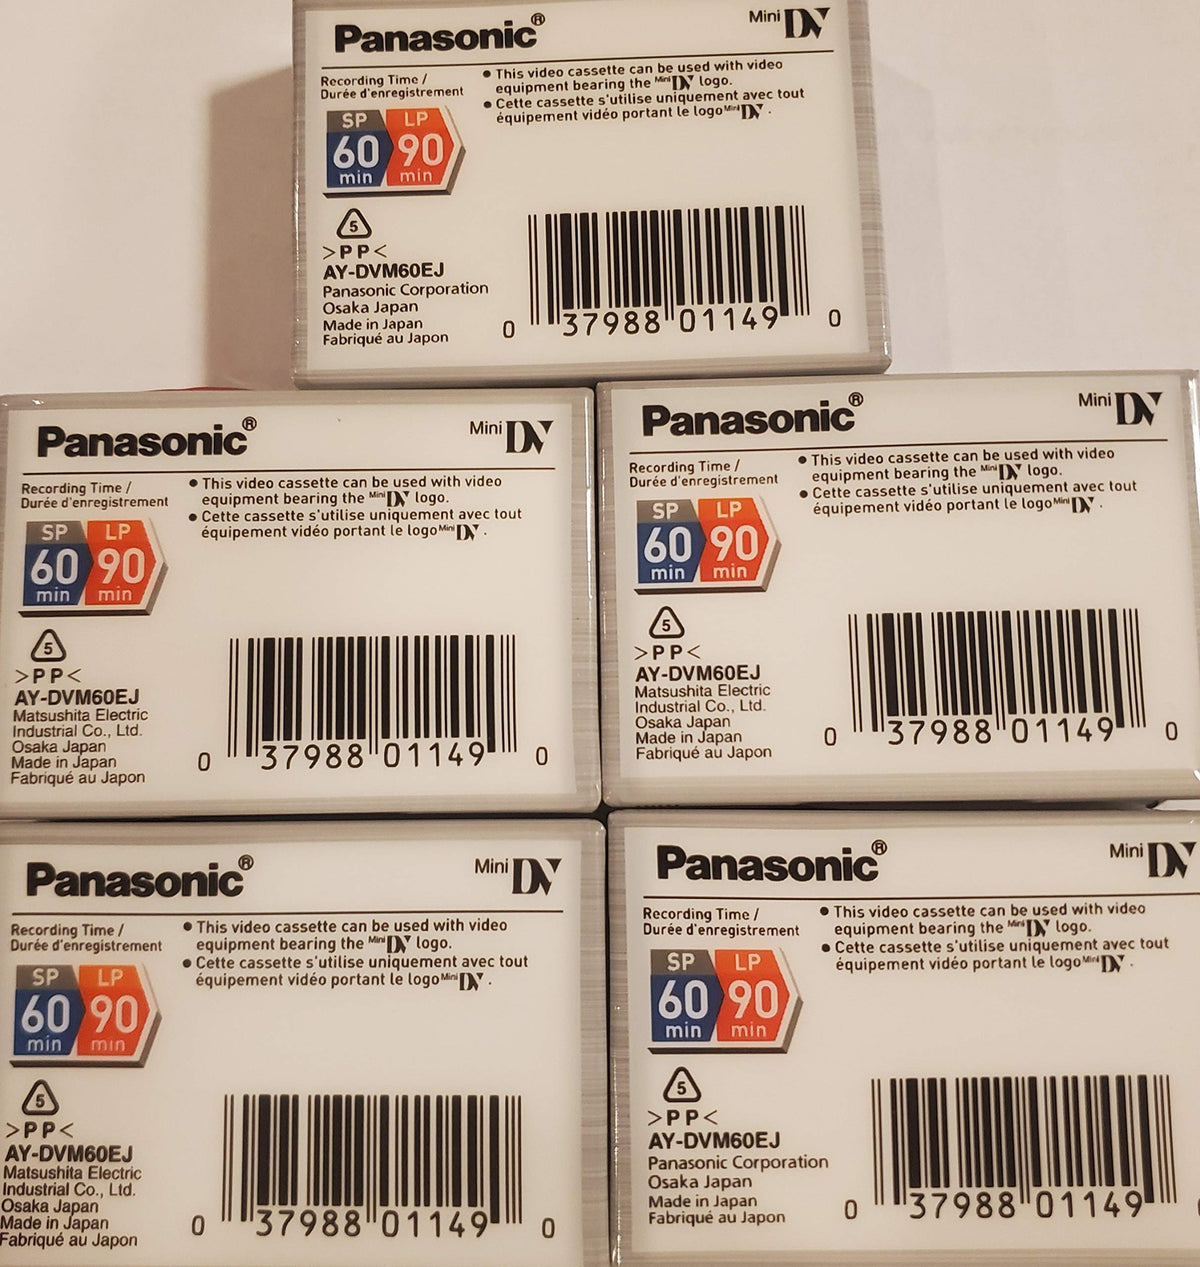 Panasonic®
Mini DV
Recording Time /
Durée d'enregistrement
SP LP
60 90
min min
• This video cassette can be used with video
equipment bearing the Mini DV logo.
• Cette cassette s'utilise uniquement avec tout
équipement vidéo portant le logo Mini DV .
5
>PP<
AY-DVM60EJ
Panasonic Corporation
Osaka Japan
Made in Japan
Fabriqué au Japon
0 37988 01149 0
Panasonic®
Mini DV
Recording Time /
Durée d'enregistrement
SP LP
60 90
min min
• This video cassette can be used with video
equipment bearing the Mini DV logo.
• Cette cassette s'utilise uniquement avec tout
équipement vidéo portant le logo Mini DV .
5
>PP<
AY-DVM60EJ
Matsushita Electric
Industrial Co., Ltd.
Osaka Japan
Made in Japan
Fabriqué au Japon
0 37988 01149 0
Panasonic®
Mini DV
Recording Time /
Durée d'enregistrement
SP LP
60 90
min min
• This video cassette can be used with video
equipment bearing the Mini DV logo.
• Cette cassette s'utilise uniquement avec tout
équipement vidéo portant le logo Mini DV .
5
>PP<
AY-DVM60EJ
Matsushita Electric
Industrial Co., Ltd.
Osaka Japan
Made in Japan
Fabriqué au Japon
0 37988 01149 0
Panasonic®
Mini DV
Recording Time /
Durée d'enregistrement
SP LP
60 90
min min
• This video cassette can be used with video
equipment bearing the Mini DV logo.
• Cette cassette s'utilise uniquement avec tout
équipement vidéo portant le logo Mini DV .
5
>PP<
AY-DVM60EJ
Matsushita Electric
Industrial Co., Ltd.
Osaka Japan
Made in Japan
Fabriqué au Japon
0 37988 01149 0
Panasonic®
Mini DV
Recording Time /
Durée d'enregistrement
SP LP
60 90
min min
• This video cassette can be used with video
equipment bearing the Mini DV logo.
• Cette cassette s'utilise uniquement avec tout
équipement vidéo portant le logo Mini DV .
5
>PP<
AY-DVM60EJ
Panasonic Corporation
Osaka Japan
Made in Japan
Fabriqué au Japon
0 37988 01149